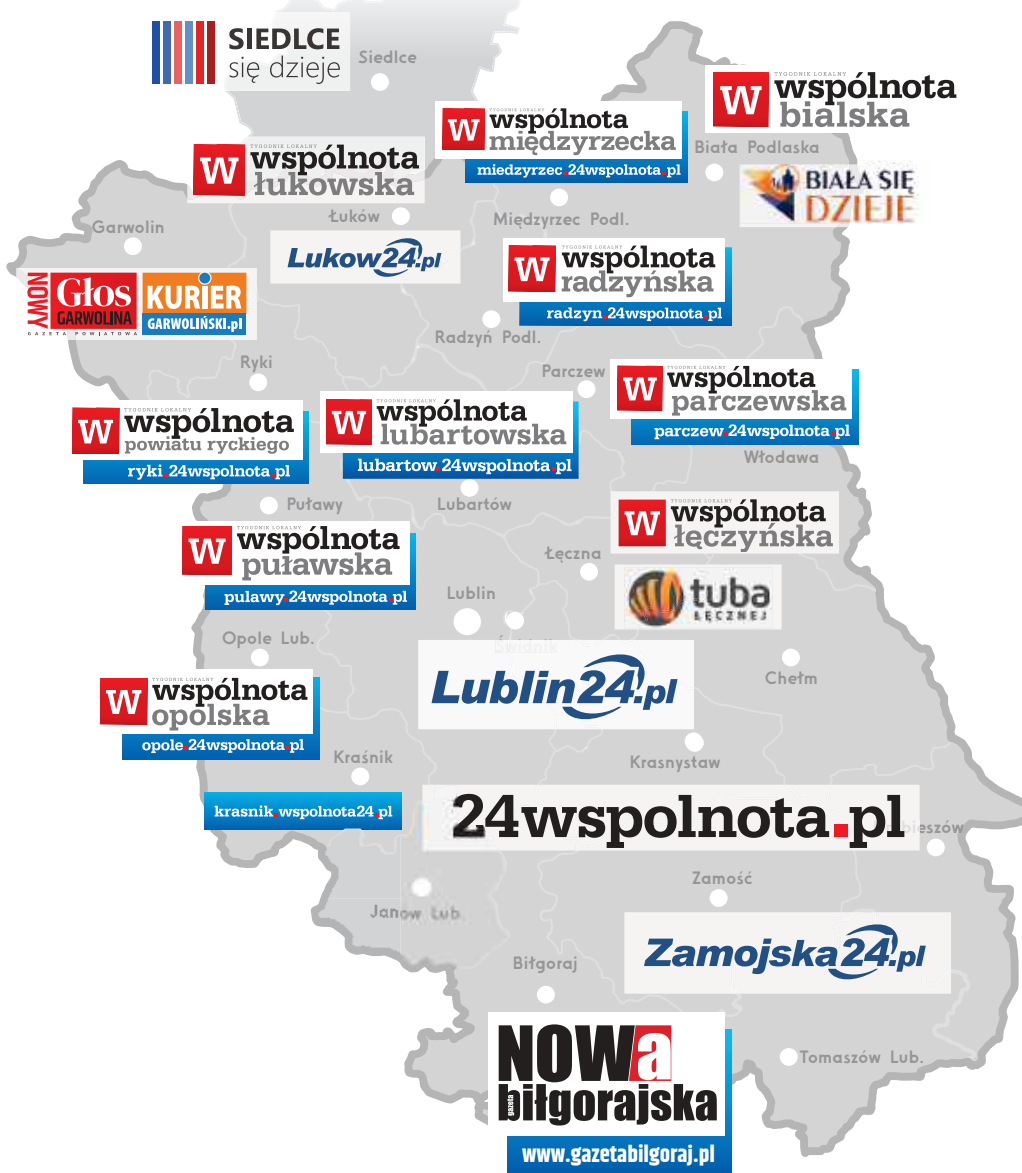 SIEDLCE
się dzieje
Siedlce
TYGODNIK LOKALNY
W wspólnota
bialska
W wspólnota
międzyrzecka
miedzyrzec.24wspolnota.pl
Biała Podlaska
TYGODNIK LOKALNY
W wspólnota
łukowska
BIAŁA SIĘ
DZIEJE
Łuków
Międzyrzec Podl.
Garwolin
Lukow24.pl
TYGODNIK LOKALNY
W wspólnota
radzyńska
radzyn.24wspolnota.pl
NOWY
Głos
GARWOLINA
GAZETA POWIATOWA
KURIER
GARWOLIŃSKI.pl
Radzyń Podl.
Ryki
Parczew
TYGODNIK LOKALNY
W wspólnota
parczewska
parczew.24wspolnota.pl
TYGODNIK LOKALNY
W wspólnota
powiatu ryckiego
ryki.24wspolnota.pl
TYGODNIK LOKALNY
W wspólnota
lubartowska
lubartow.24wspolnota.pl
Włodawa
Puławy
Lubartów
TYGODNIK LOKALNY
W wspólnota
łęczyńska
TYGODNIK LOKALNY
W wspólnota
puławska
pulawy.24wspolnota.pl
Łęczna
tuba
ŁĘCZNEJ
Lublin
Świdnik
Opole Lub.
Lublin24.pl
Chełm
TYGODNIK LOKALNY
W wspólnota
opolska
opole.24wspolnota.pl
Kraśnik
Krasnystaw
krasnik.wspolnota24.pl
24wspolnota.pl
bieszów
Zamość
Janow Lub.
Zamojska24.pl
Biłgoraj
NOWa
gazeta
biłgorajska
www.gazetabilgoraj.pl
Tomaszów Lub.